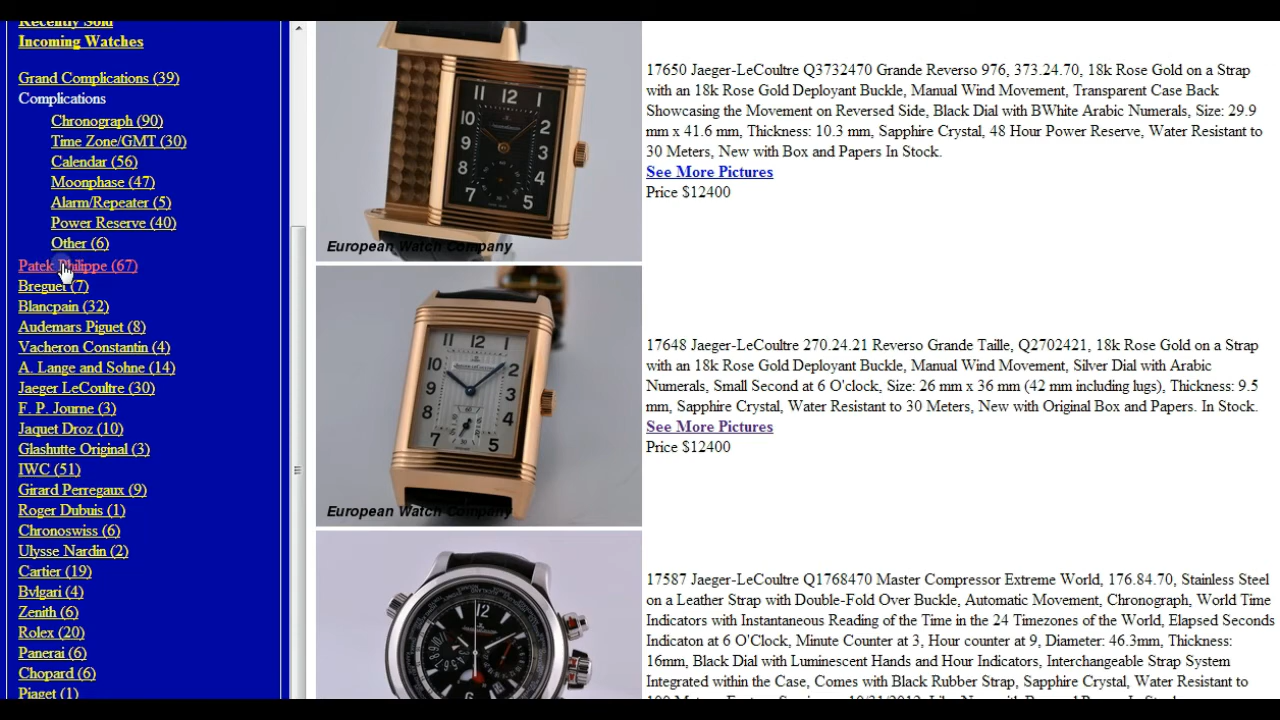 Recently Sold
Incoming Watches
Grand Complications (39)
Complications
Chronograph (90)
Time Zone/GMT (30)
Calendar (56)
Moonphase (47)
Alarm/Repeater (5)
Power Reserve (40)
Other (6)
Patek Philippe (67)
Breguet (7)
Blancpain (32)
Audemars Piguet (8)
Vacheron Constantin (4)
A. Lange and Sohne (14)
Jaeger LeCoultre (30)
F. P. Journe (3)
Jaquet Droz (10)
Glashutte Original (3)
IWC (51)
Girard Perregaux (9)
Roger Dubuis (1)
Chronoswiss (6)
Ulysse Nardin (2)
Cartier (19)
Bvlgari (4)
Zenith (6)
Rolex (20)
Panerai (6)
Chopard (6)
Piaget (1)
European Watch Company
17650 Jaeger-LeCoultre Q3732470 Grande Reverso 976, 373.24.70, 18k Rose Gold on a Strap
with an 18k Rose Gold Deployant Buckle, Manual Wind Movement, Transparent Case Back
Showcasing the Movement on Reversed Side, Black Dial with BWhite Arabic Numerals, Size: 29.9
mm x 41.6 mm, Thickness: 10.3 mm, Sapphire Crystal, 48 Hour Power Reserve, Water Resistant to
30 Meters, New with Box and Papers In Stock.
See More Pictures
Price $12400
European Watch Company
17648 Jaeger-LeCoultre 270.24.21 Reverso Grande Taille, Q2702421, 18k Rose Gold on a Strap
with an 18k Rose Gold Deployant Buckle, Manual Wind Movement, Silver Dial with Arabic
Numerals, Small Second at 6 O'clock, Size: 26 mm x 36 mm (42 mm including lugs), Thickness: 9.5
mm, Sapphire Crystal, Water Resistant to 30 Meters, New with Original Box and Papers. In Stock.
See More Pictures
Price $12400
17587 Jaeger-LeCoultre Q1768470 Master Compressor Extreme World, 176.84.70, Stainless Steel
on a Leather Strap with Double-Fold Over Buckle, Automatic Movement, Chronograph, World Time
Indicators with Instantaneous Reading of the Time in the 24 Timezones of the World, Elapsed Seconds
Indicaton at 6 O'Clock, Minute Counter at 3, Hour counter at 9, Diameter: 46.3mm, Thickness:
16mm, Black Dial with Luminescent Hands and Hour Indicators, Interchangeable Strap System
Integrated within the Case, Comes with Black Rubber Strap, Sapphire Crystal, Water Resistant to